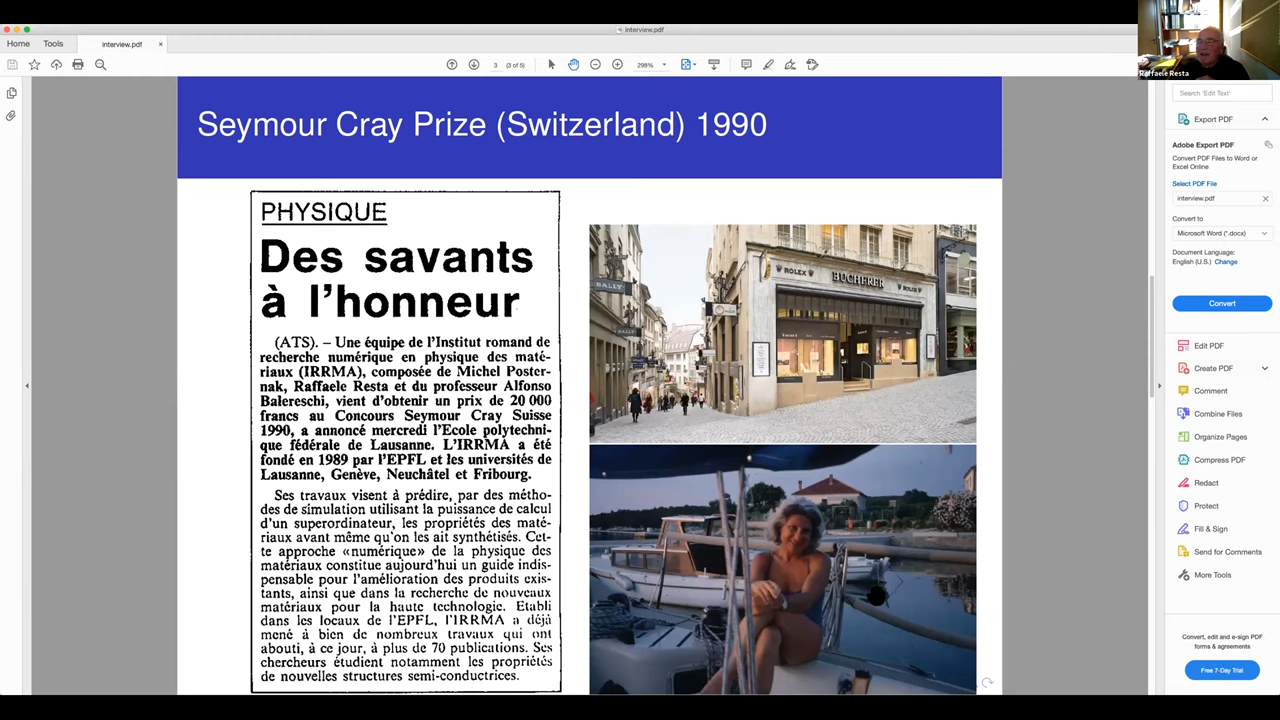 interview.pdf
Home
Tools
interview.pdf
3
(3 of 5)
298%
Raffaele Resta
Seymour Cray Prize (Switzerland) 1990
PHYSIQUE
Des savants
à l'honneur
(ATS). – Une équipe de l'Institut romand de
recherche numérique en physique des maté-
riaux (IRRMA), composée de Michel Poster-
nak, Raffaele Resta et du professeur Alfonso
Balereschi, vient d'obtenir un prix de 20 000
francs au Concours Seymour Cray Suisse
1990, a annoncé mercredi l'Ecole polytechni-
que fédérale de Lausanne. L'IRRMA a été
fondé en 1989 par l'EPFL et les universités de
Lausanne, Genève, Neuchâtel et Fribourg.
Ses travaux visent à prédire, par des métho-
des de simulation utilisant la puissance de calcul
d'un superordinateur, les propriétés des maté-
riaux avant même qu'on les ait synthétisés. Cet-
te approche «numérique» de la physique des
matériaux constitue aujourd'hui un guide indis-
pensable pour l'amélioration des produits exis-
tants, ainsi que dans la recherche de nouveaux
matériaux pour la haute technologie. Etabli
dans les locaux de l'EPFL, l'IRRMA a déjà
mené à bien de nombreux travaux qui ont
abouti, à ce jour, à plus de 70 publications. Ses
chercheurs étudient notamment les propriétés
de nouvelles structures semi-conductrices.
ROLEX
BUCHERER
ROLEX
BALLY
BALLY
Search 'Edit Text'
Export PDF
Adobe Export PDF
Convert PDF Files to Word or
Excel Online
Select PDF File
interview.pdf
Convert to
Microsoft Word (*.docx)
Document Language:
English (U.S.) Change
Convert
Edit PDF
Create PDF
Comment
Combine Files
Organize Pages
Compress PDF
Redact
Protect
Fill & Sign
Send for Comments
More Tools
Convert, edit and e-sign PDF
forms & agreements
Free 7-Day Trial